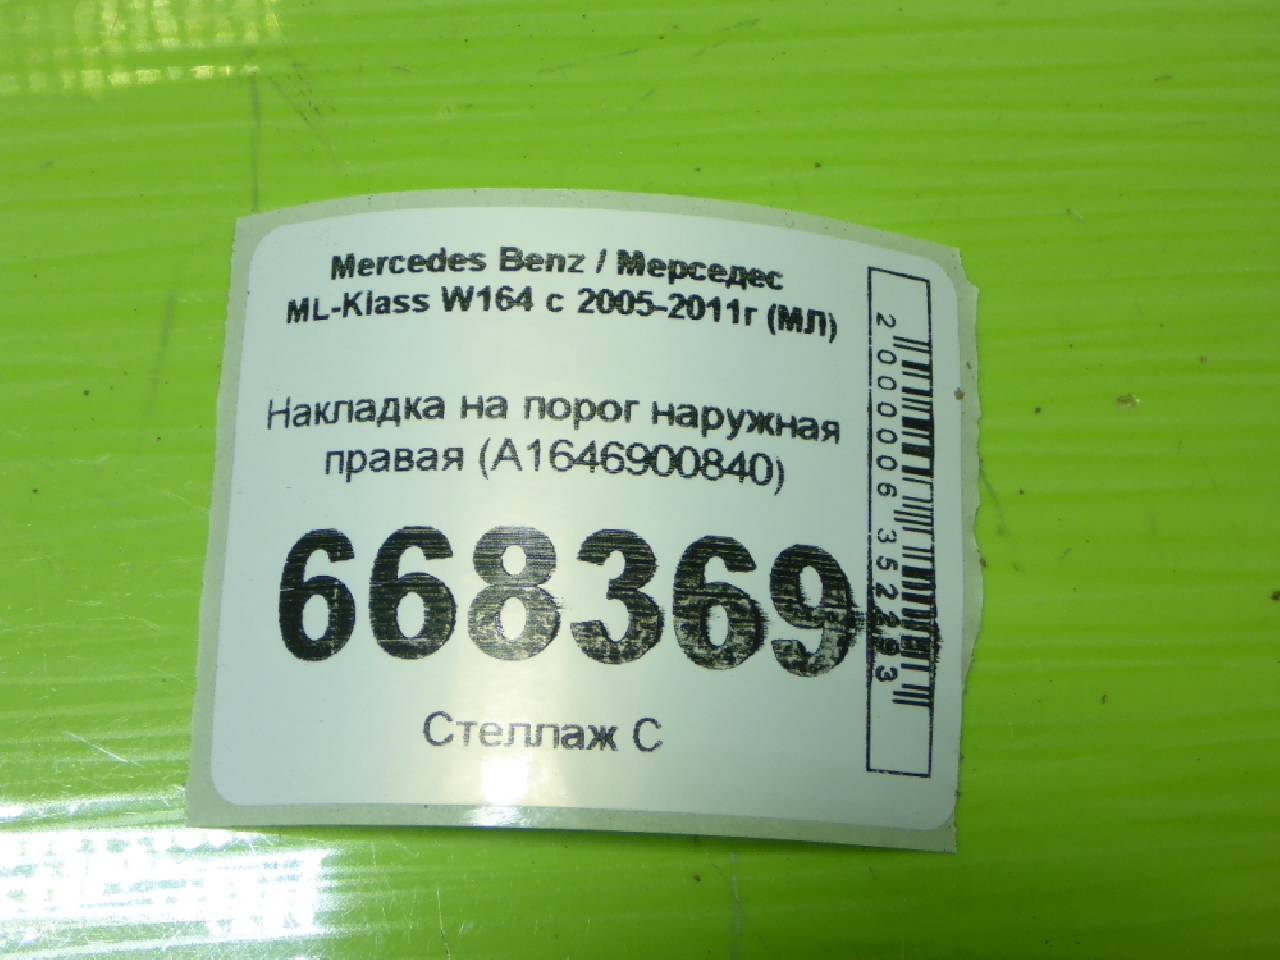 Mercedes Benz / Мерседес
ML-Klass W164 с 2005-2011г (МЛ)
Накладка на порог наружная
правая (A1646900840)
668369
Стеллаж С
2000006352293